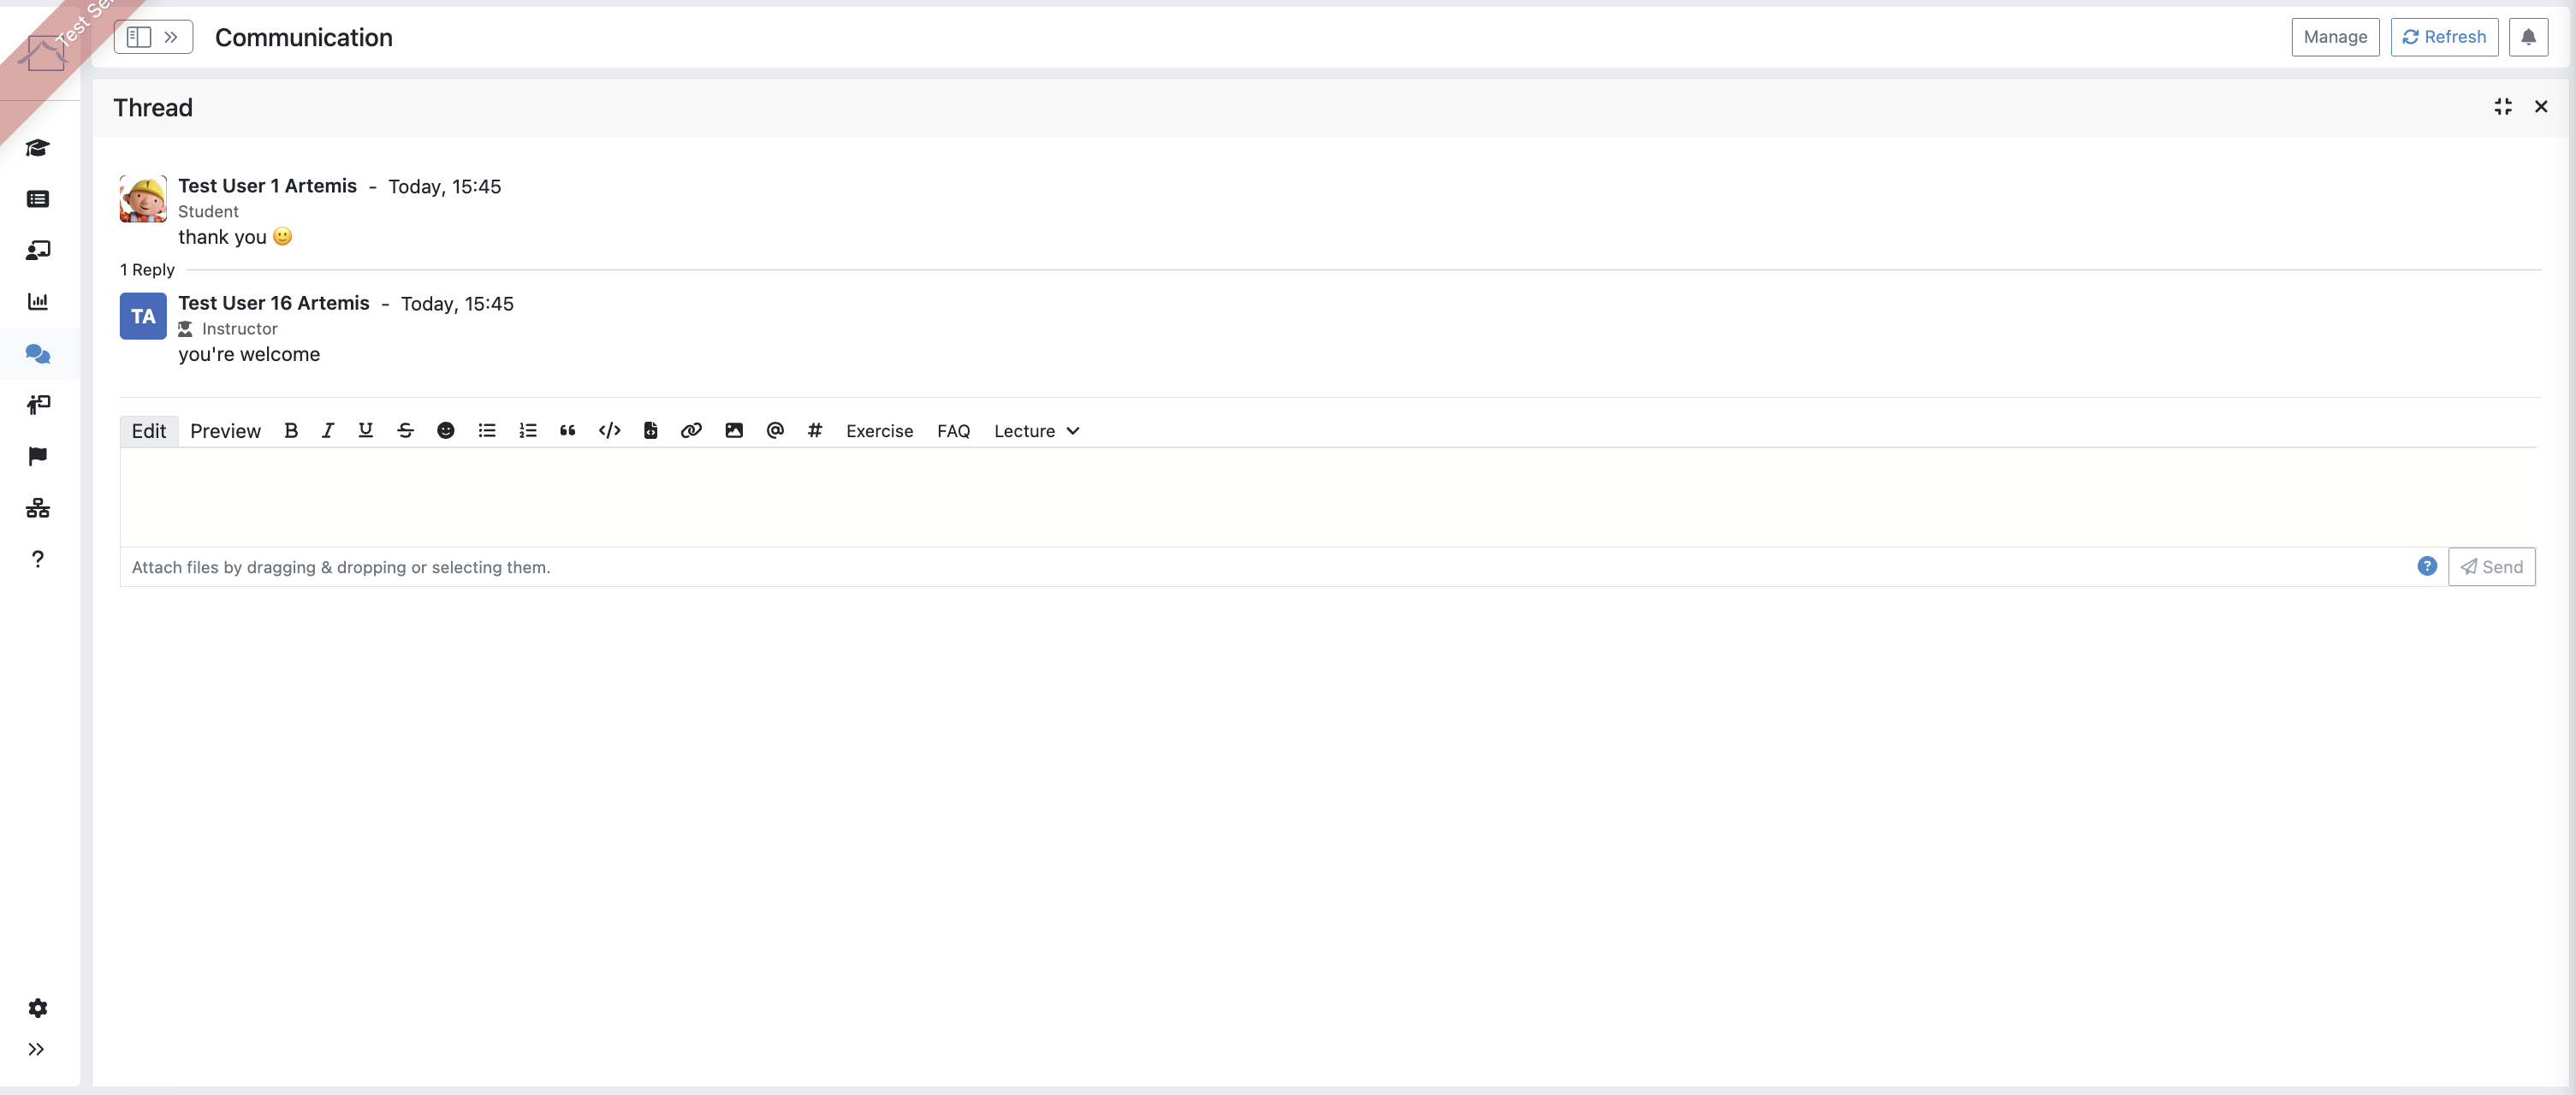 Test Ser
Communication
Manage
Refresh
Thread
Test User 1 Artemis - Today, 15:45
Student
thank you 🙂
1 Reply
TA
Test User 16 Artemis - Today, 15:45
Instructor
you're welcome
Edit Preview B I U S @ # Exercise FAQ Lecture
Attach files by dragging & dropping or selecting them.
? Send